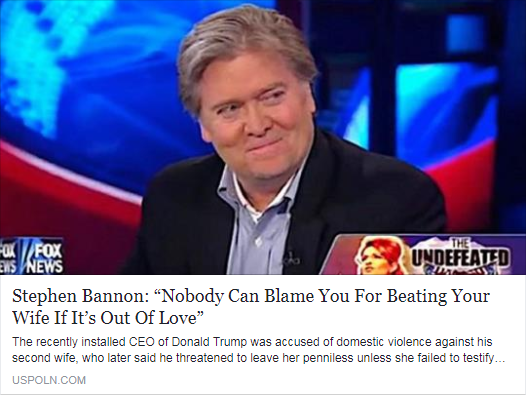 THE
UNDEFEATED
FOX
NEWS
FOX
NEWS
Stephen Bannon: “Nobody Can Blame You For Beating Your
Wife If It’s Out Of Love”
The recently installed CEO of Donald Trump was accused of domestic violence against his
second wife, who later said he threatened to leave her penniless unless she failed to testify…
USPOLN.COM